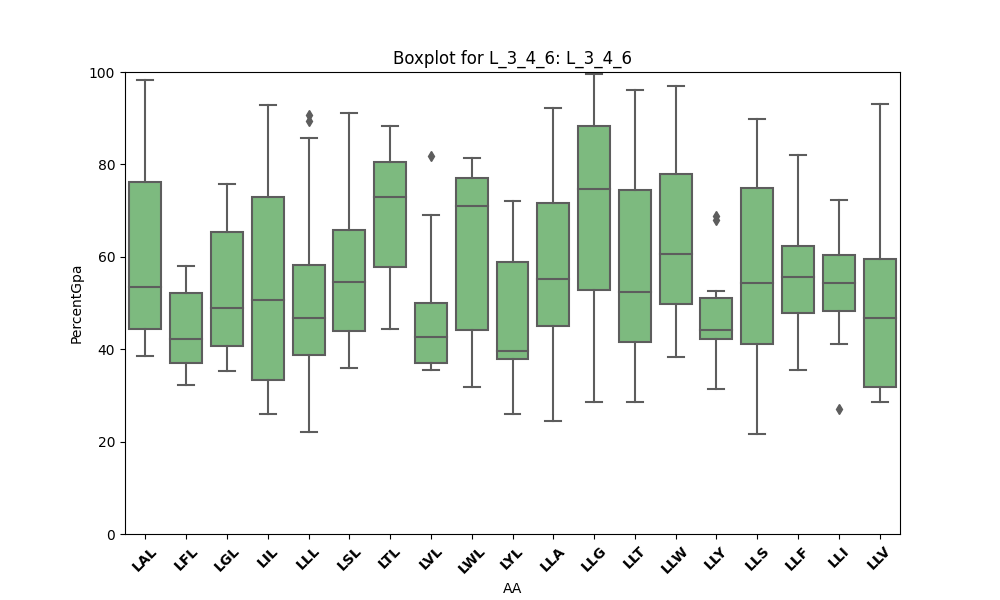 Boxplot for L_3_4_6: L_3_4_6
PercentGpa
100
80
60
40
20
0
LAL LFL LGL LIL LLL LSL LTL LVL LWL LYL LLA LLG LLT LLW LLY LLS LLF LLI LLV
AA